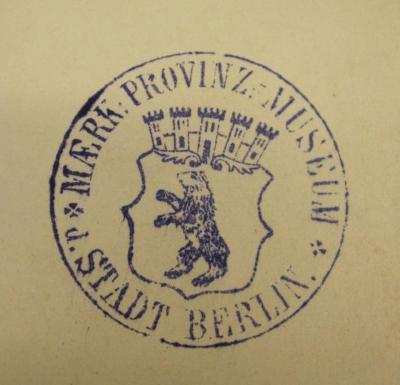 MÆRK. PROVINZ-MUSEUM
d. STADT BERLIN.